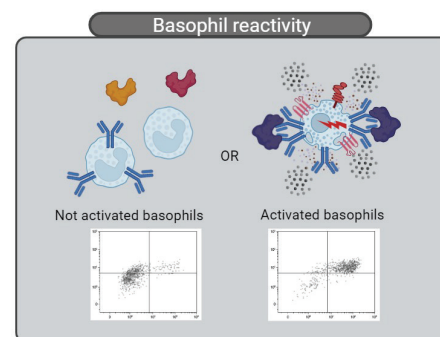 Basophil reactivity
OR
Not activated basophils
Activated basophils